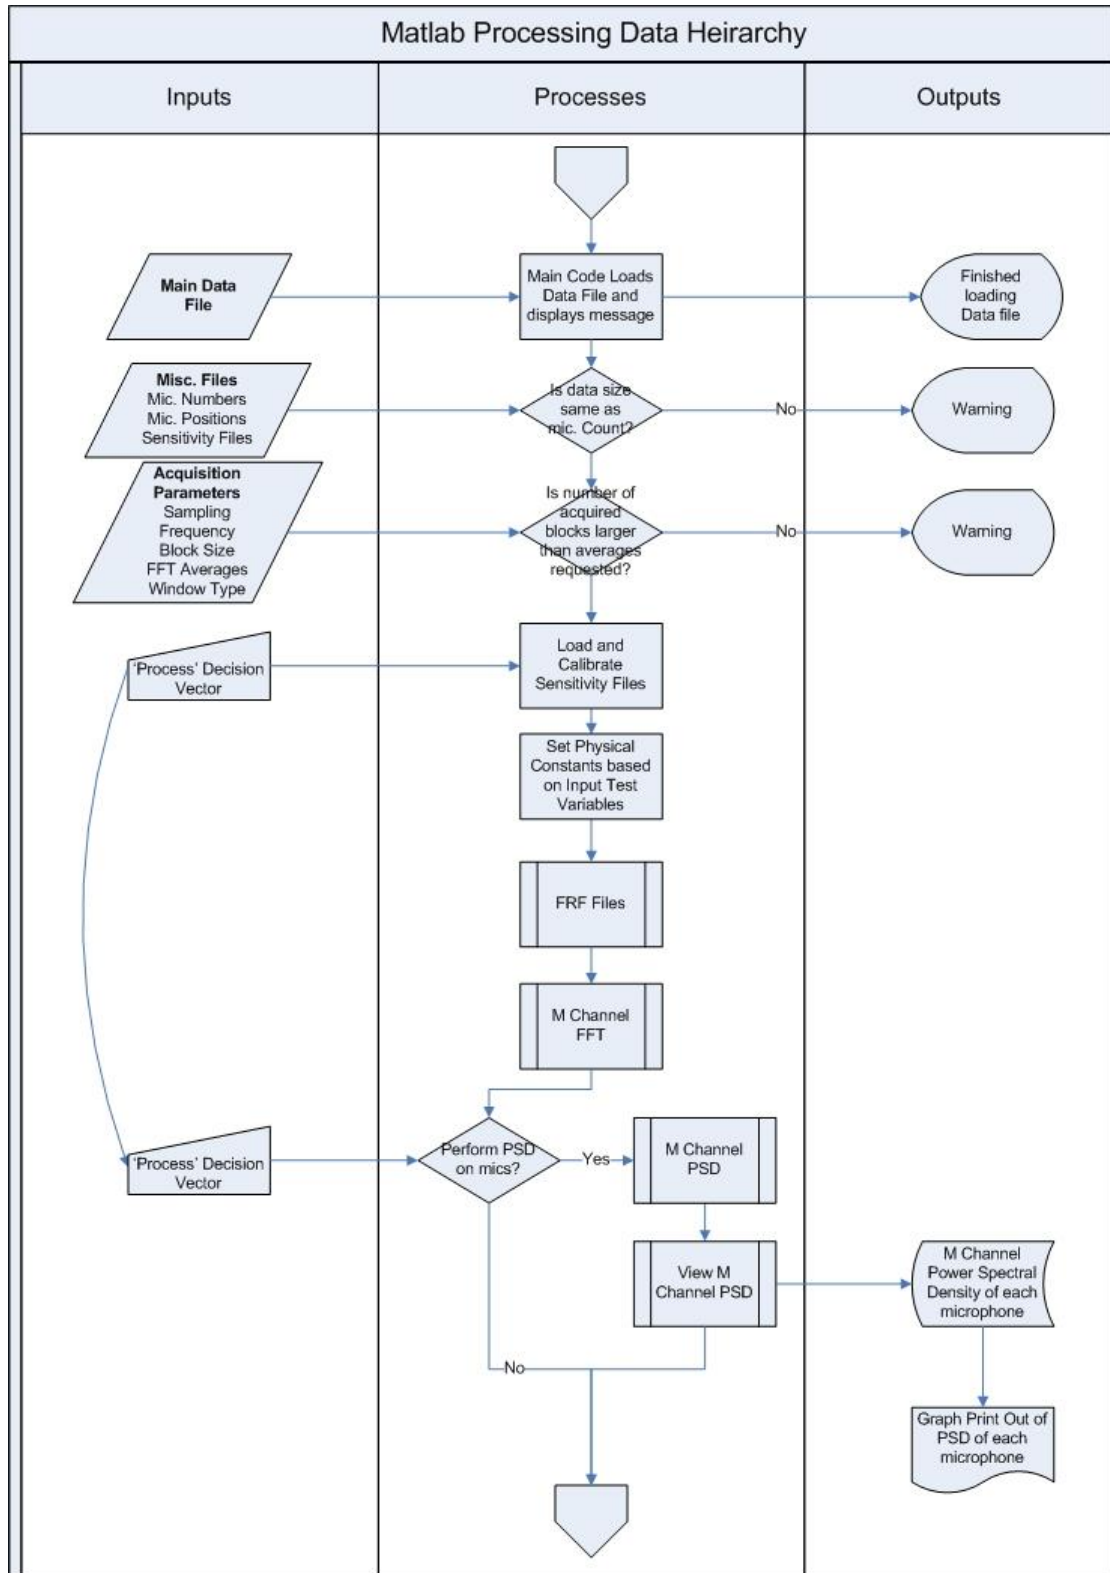 Matlab Processing Data Heirarchy
Inputs
Processes
Outputs
Main Data
File
Main Code Loads
Data File and
displays message
Finished
loading
Data file
Misc. Files
Mic. Numbers
Mic. Positions
Sensitivity Files
Is data size
same as
mic. Count?
No
Warning
Acquisition
Parameters
Sampling
Frequency
Block Size
FFT Averages
Window Type
Is number of
acquired
blocks larger
than averages
requested?
No
Warning
'Process' Decision
Vector
Load and
Calibrate
Sensitivity Files
Set Physical
Constants based
on Input Test
Variables
FRF Files
M Channel
FFT
'Process' Decision
Vector
Perform PSD
on mics?
Yes
M Channel
PSD
View M
Channel PSD
M Channel
Power Spectral
Density of each
microphone
No
Graph Print Out of
PSD of each
microphone